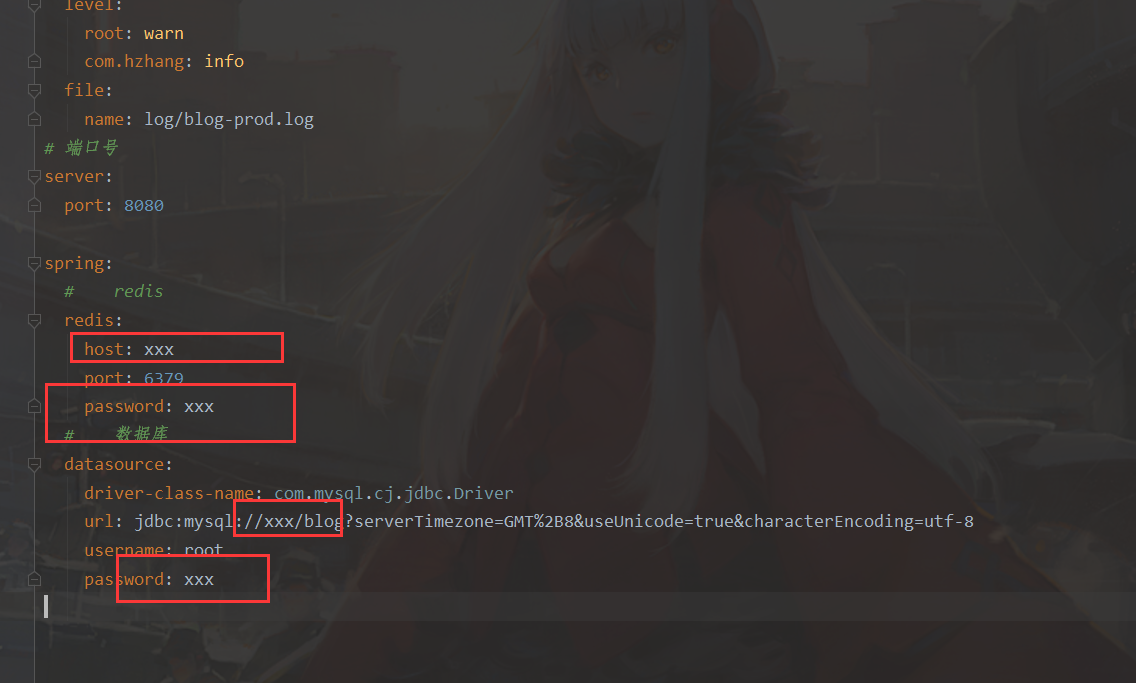 level:
root: warn
com.hzhang: info
file:
name: log/blog-prod.log
# 端口号
server:
port: 8080
spring:
# redis
redis:
host: xxx
port: 6379
password: xxx
# 数据库
datasource:
driver-class-name: com.mysql.cj.jdbc.Driver
url: jdbc:mysql://xxx/blog?serverTimezone=GMT%2B8&useUnicode=true&characterEncoding=utf-8
username: root
password: xxx